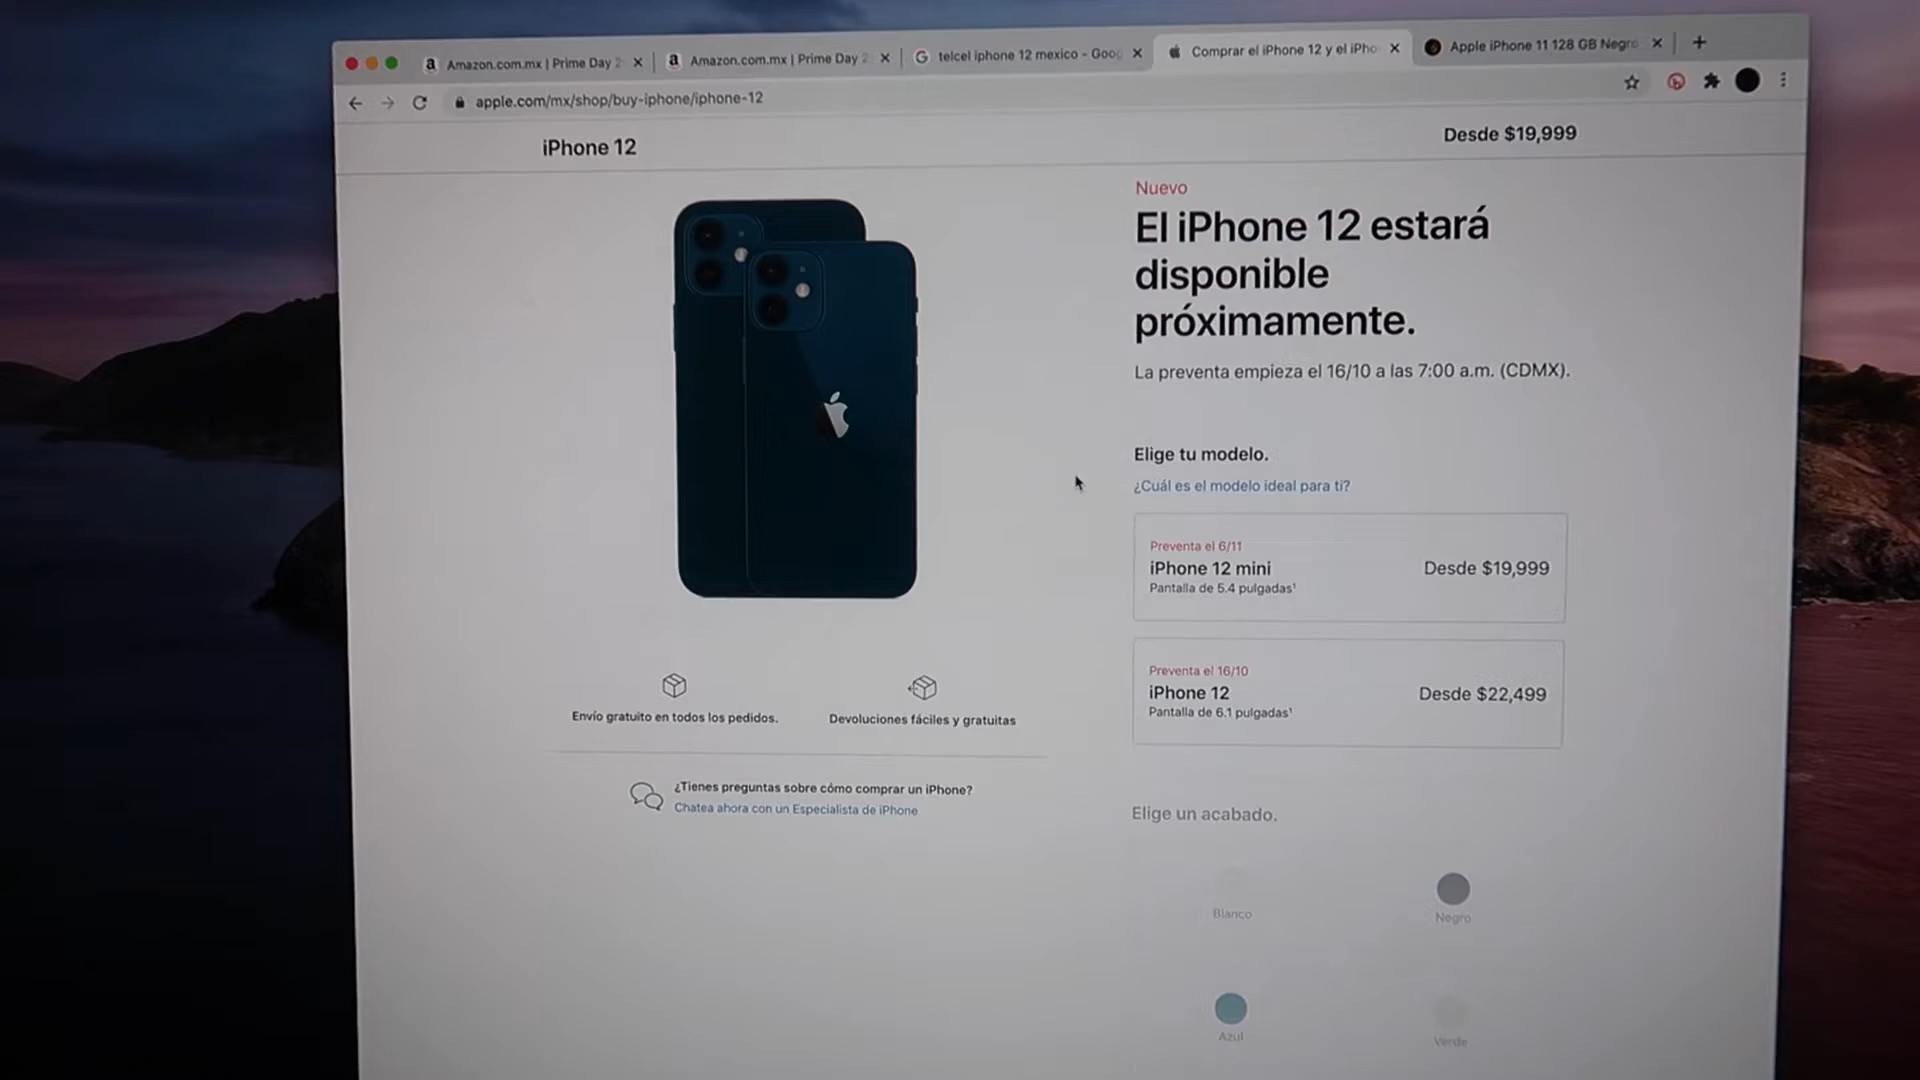 Amazon.com.mx | Prime Day 2
Amazon.com.mx | Prime Day 2
telcel iphone 12 mexico - Goog
Comprar el iPhone 12 y el iPho
Apple iPhone 11 128 GB Negro
apple.com/mx/shop/buy-iphone/iphone-12
iPhone 12
Desde $19,999
Nuevo
El iPhone 12 estará
disponible
próximamente.
La preventa empieza el 16/10 a las 7:00 a.m. (CDMX).
Elige tu modelo.
¿Cuál es el modelo ideal para ti?
Preventa el 6/11
iPhone 12 mini
Desde $19,999
Pantalla de 5.4 pulgadas¹
Preventa el 16/10
iPhone 12
Desde $22,499
Pantalla de 6.1 pulgadas¹
Envío gratuito en todos los pedidos.
Devoluciones fáciles y gratuitas
¿Tienes preguntas sobre cómo comprar un iPhone?
Chatea ahora con un Especialista de iPhone
Elige un acabado.
Blanco
Negro
Azul
Verde